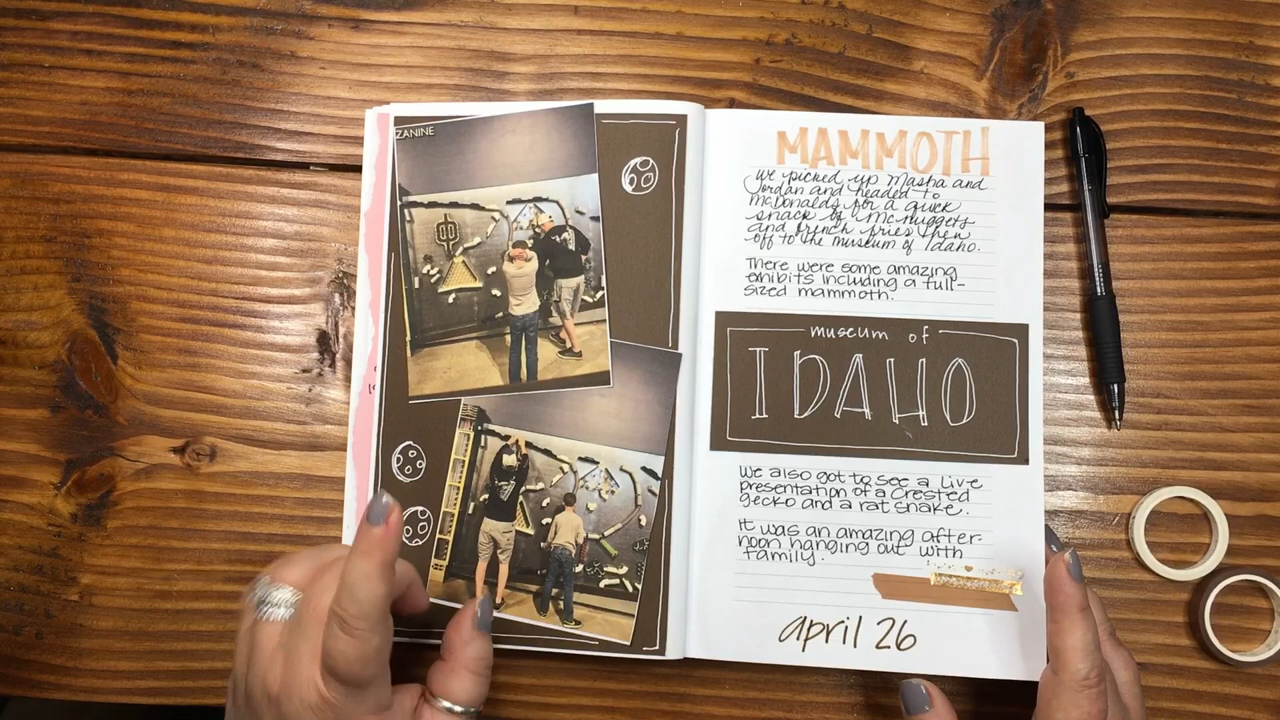 ZANINE
MAMMOTH
We picked up Masha and
Jordan and headed to
McDonalds for a quick
snack of McNuggets
and french fries then
off to the museum of Idaho.
There were some amazing
exhibits including a full-
sized mammoth.
museum of
IDAHO
We also got to see a Live
presentation of a Crested
gecko and a rat snake.
It was an amazing after-
noon hanging out with
family.
april 26